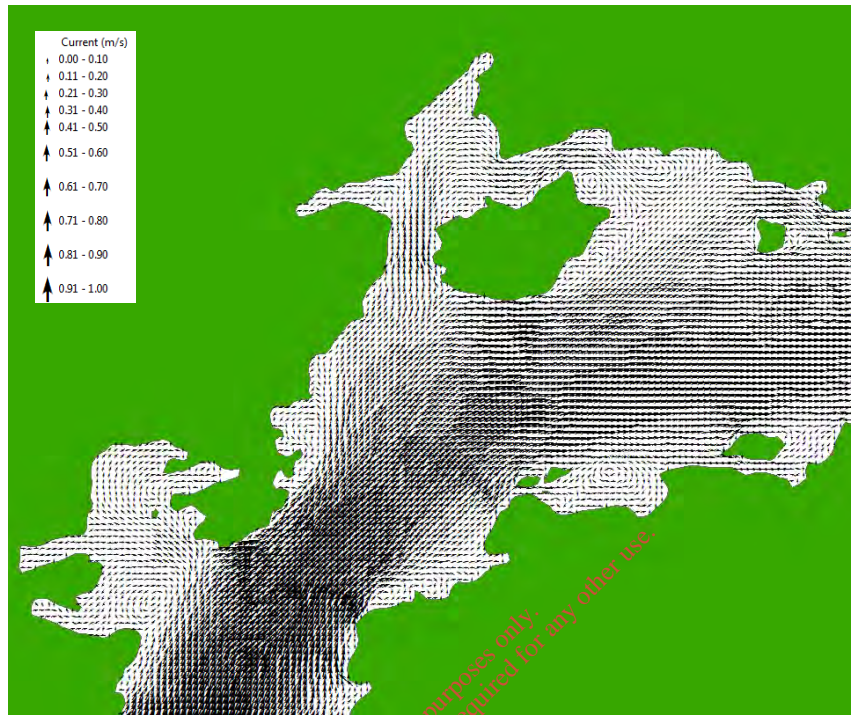 Current (m/s)
0.00 - 0.10
0.11 - 0.20
0.21 - 0.30
0.31 - 0.40
0.41 - 0.50
0.51 - 0.60
0.61 - 0.70
0.71 - 0.80
0.81 - 0.90
0.91 - 1.00
purposes only.
required for any other use.